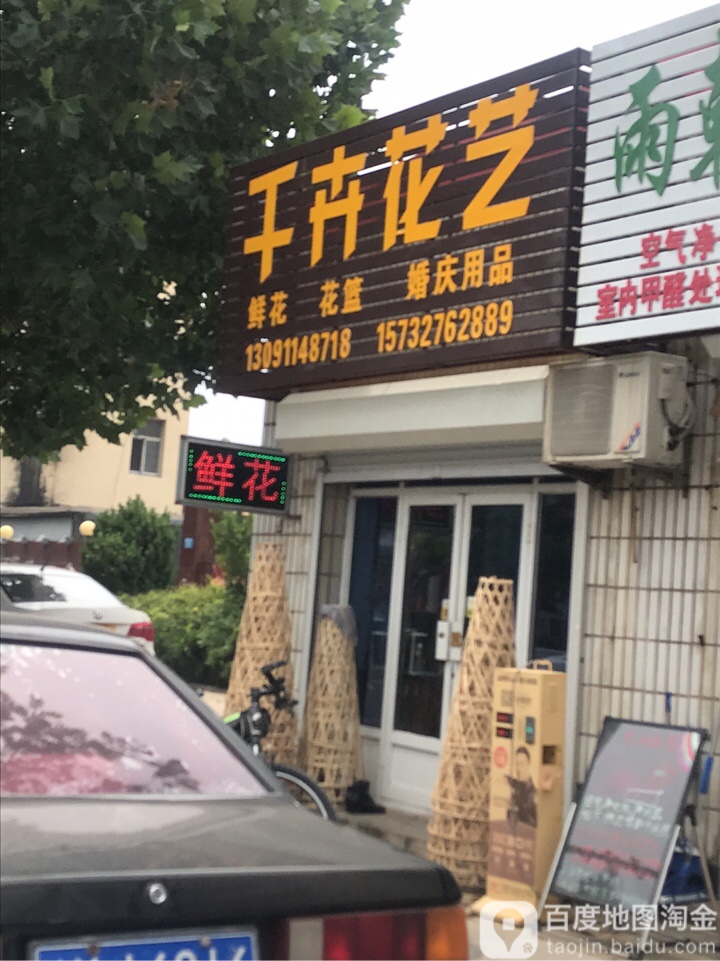 千卉花艺
鲜花 花篮 婚庆用品
13091148718 15732762889
雨
空气净
室内甲醛处
鲜花
百度地图淘金
taojin.baidu.com